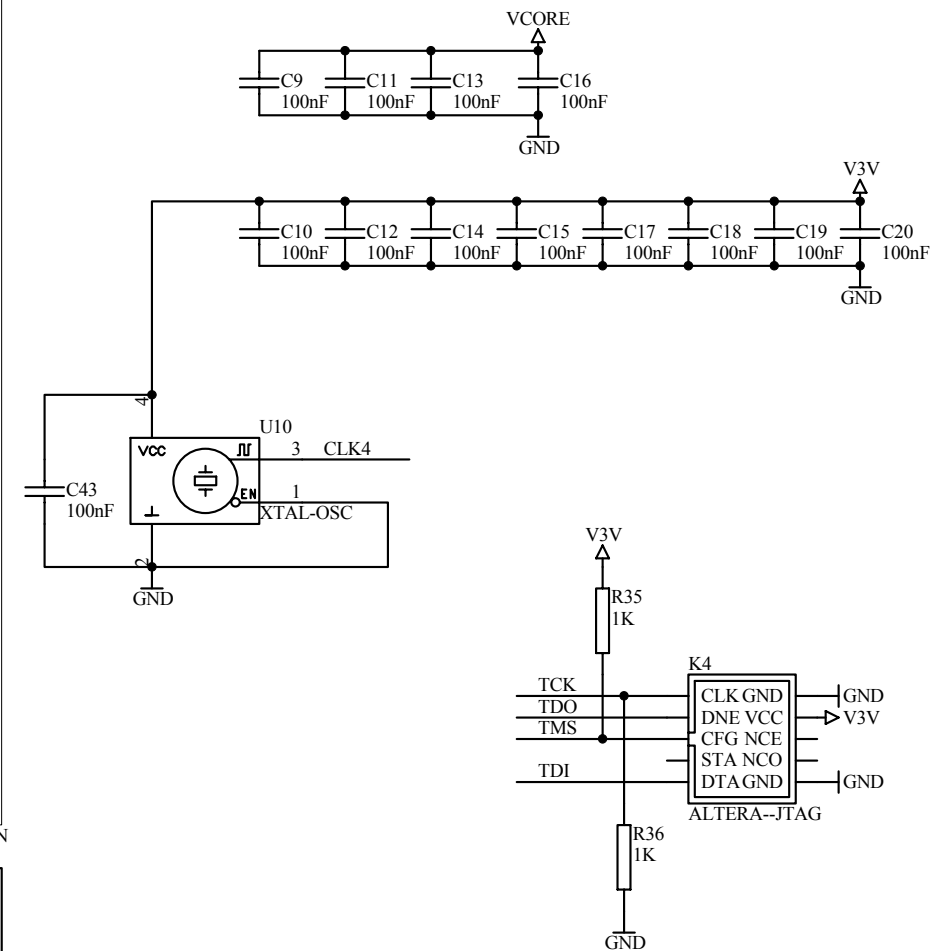 VCORE
C9 C11 C13 C16
100nF 100nF 100nF 100nF
GND
V3V
C10 C12 C14 C15 C17 C18 C19 C20
100nF 100nF 100nF 100nF 100nF 100nF 100nF 100nF
GND
4
U10
VCC
3 CLK4
C43
100nF
EN
1
XTAL-OSC
2
GND
V3V
R35
1K
K4
TCK CLK GND GND
TDO DNE VCC V3V
TMS CFG NCE
STA NCO
TDI DTA GND GND
ALTERA--JTAG
N
R36
1K
GND